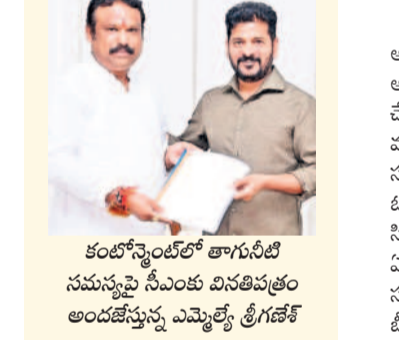 కంటోన్మెంట్‌లో తాగునీటి
సమస్యపై సీఎంకు వినతిపత్రం
అందజేస్తున్న ఎమ్మెల్యే శ్రీగణేశ్